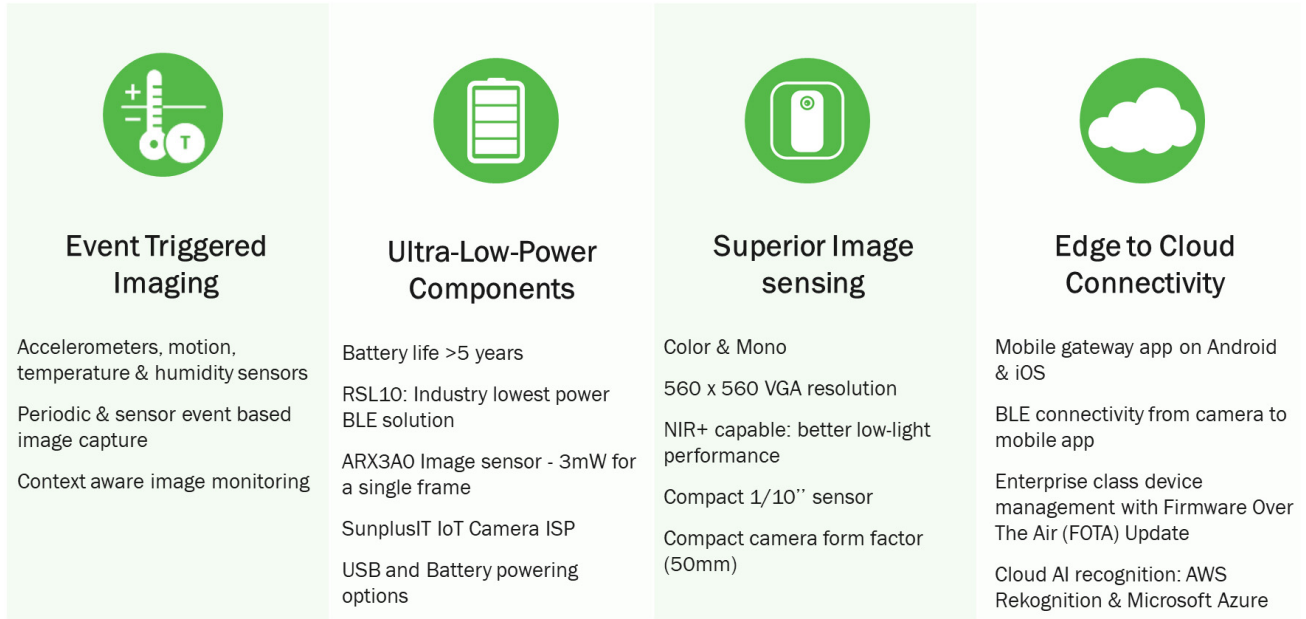 +
−
T
Event Triggered
Imaging
Accelerometers, motion,
temperature & humidity sensors
Periodic & sensor event based
image capture
Context aware image monitoring
Ultra-Low-Power
Components
Battery life >5 years
RSL10: Industry lowest power
BLE solution
ARX3A0 Image sensor - 3mW for
a single frame
SunplusIT IoT Camera ISP
USB and Battery powering
options
Superior Image
sensing
Color & Mono
560 x 560 VGA resolution
NIR+ capable: better low-light
performance
Compact 1/10’’ sensor
Compact camera form factor
(50mm)
Edge to Cloud
Connectivity
Mobile gateway app on Android
& iOS
BLE connectivity from camera to
mobile app
Enterprise class device
management with Firmware Over
The Air (FOTA) Update
Cloud AI recognition: AWS
Rekognition & Microsoft Azure